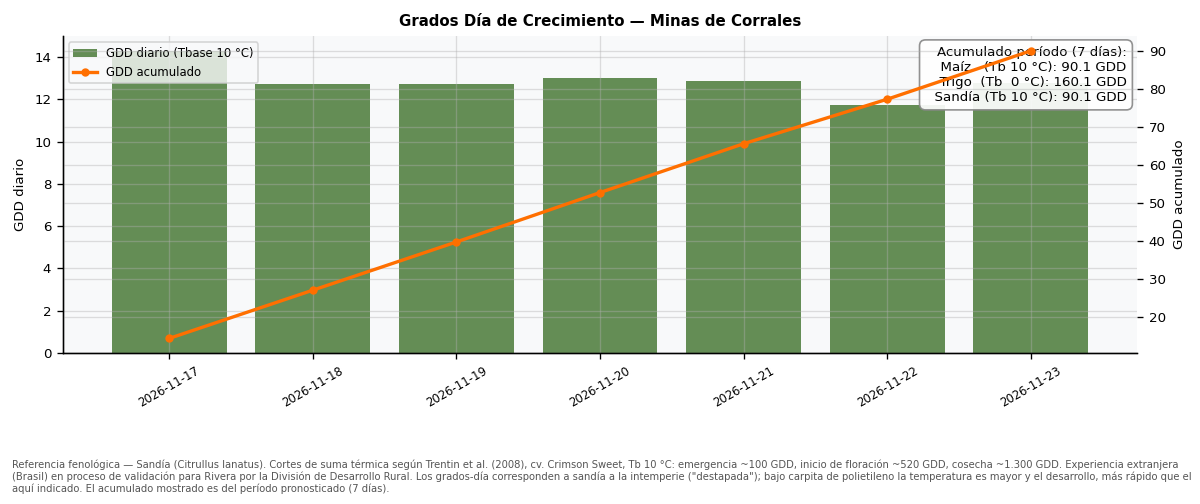 Grados Día de Crecimiento — Minas de Corrales
GDD diario (Tbase 10 °C)
GDD acumulado
Acumulado período (7 días):
Maíz   (Tb 10 °C): 90.1 GDD
Trigo  (Tb  0 °C): 160.1 GDD
Sandía (Tb 10 °C): 90.1 GDD
GDD diario
14
12
10
8
6
4
2
0
90
80
70
60
50
40
30
20
GDD acumulado
2026-11-17
2026-11-18
2026-11-19
2026-11-20
2026-11-21
2026-11-22
2026-11-23
Referencia fenológica — Sandía (Citrullus lanatus). Cortes de suma térmica según Trentin et al. (2008), cv. Crimson Sweet, Tb 10 °C: emergencia ~100 GDD, inicio de floración ~520 GDD, cosecha ~1.300 GDD. Experiencia extranjera
(Brasil) en proceso de validación para Rivera por la División de Desarrollo Rural. Los grados-día corresponden a sandía a la intemperie ("destapada"); bajo carpita de polietileno la temperatura es mayor y el desarrollo, más rápido que el
aquí indicado. El acumulado mostrado es del período pronosticado (7 días).